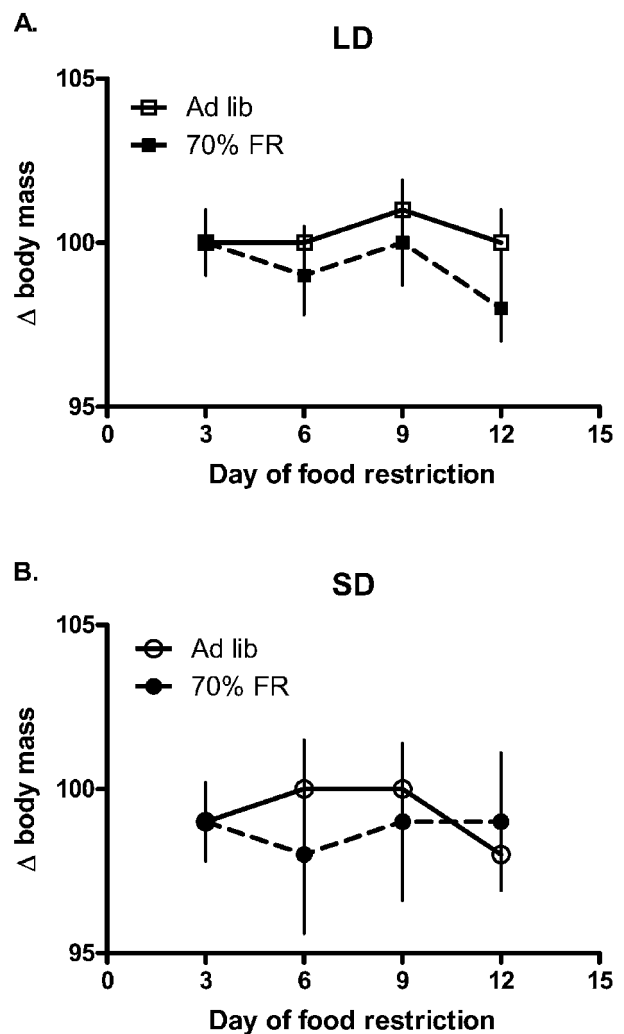 A.
LD
105
Ad lib
70% FR
100
Δ body mass
95
0 3 6 9 12 15
Day of food restriction
B.
SD
105
Ad lib
70% FR
100
Δ body mass
95
0 3 6 9 12 15
Day of food restriction